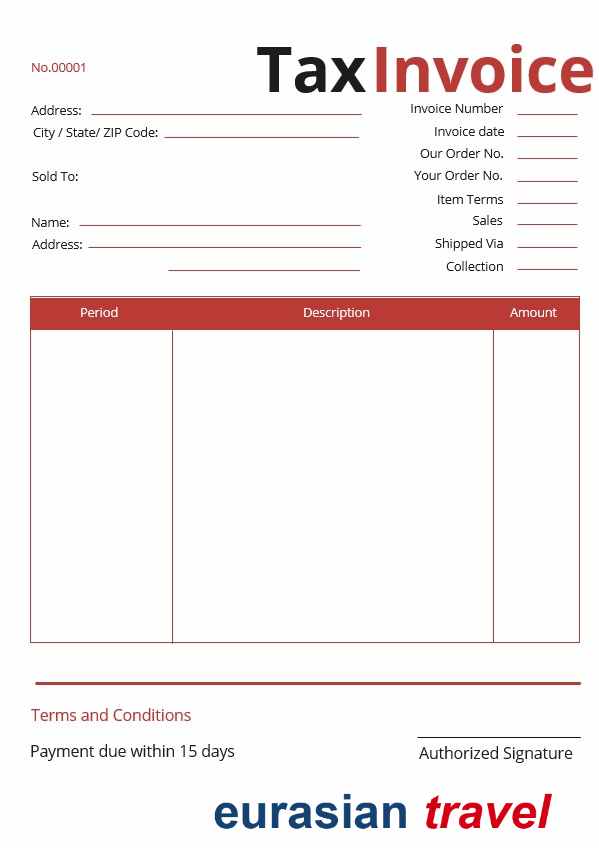 No.00001
Tax Invoice
Address:
City / State/ ZIP Code:
Sold To:
Name:
Address:
Invoice Number
Invoice date
Our Order No.
Your Order No.
Item Terms
Sales
Shipped Via
Collection
Period Description Amount
Terms and Conditions
Payment due within 15 days
Authorized Signature
eurasian travel